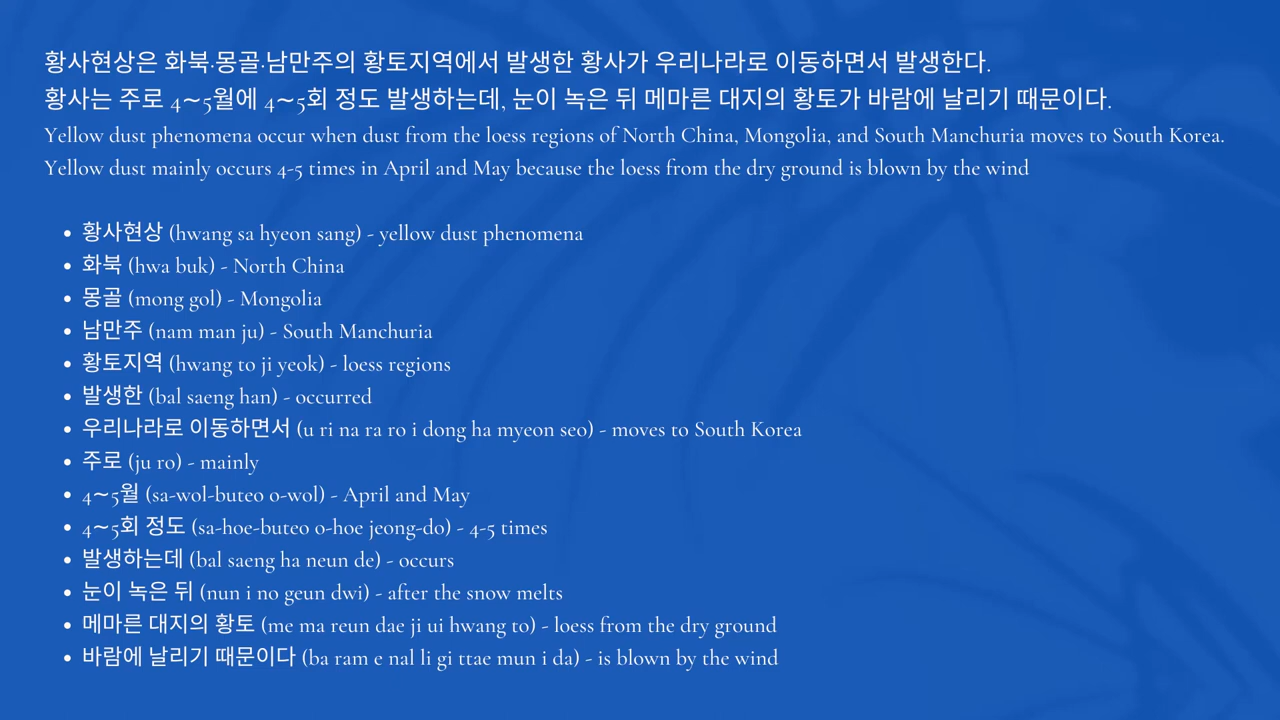 황사현상은 화북·몽골·남만주의 황토지역에서 발생한 황사가 우리나라로 이동하면서 발생한다.
황사는 주로 4~5월에 4~5회 정도 발생하는데, 눈이 녹은 뒤 메마른 대지의 황토가 바람에 날리기 때문이다.
Yellow dust phenomena occur when dust from the loess regions of North China, Mongolia, and South Manchuria moves to South Korea.
Yellow dust mainly occurs 4-5 times in April and May because the loess from the dry ground is blown by the wind
• 황사현상 (hwang sa hyeon sang) - yellow dust phenomena
• 화북 (hwa buk) - North China
• 몽골 (mong gol) - Mongolia
• 남만주 (nam man ju) - South Manchuria
• 황토지역 (hwang to ji yeok) - loess regions
• 발생한 (bal saeng han) - occurred
• 우리나라로 이동하면서 (u ri na ra ro i dong ha myeon seo) - moves to South Korea
• 주로 (ju ro) - mainly
• 4~5월 (sa-wol-buteo o-wol) - April and May
• 4~5회 정도 (sa-hoe-buteo o-hoe jeong-do) - 4-5 times
• 발생하는데 (bal saeng ha neun de) - occurs
• 눈이 녹은 뒤 (nun i no geun dwi) - after the snow melts
• 메마른 대지의 황토 (me ma reun dae ji ui hwang to) - loess from the dry ground
• 바람에 날리기 때문이다 (ba ram e nal li gi ttae mun i da) - is blown by the wind